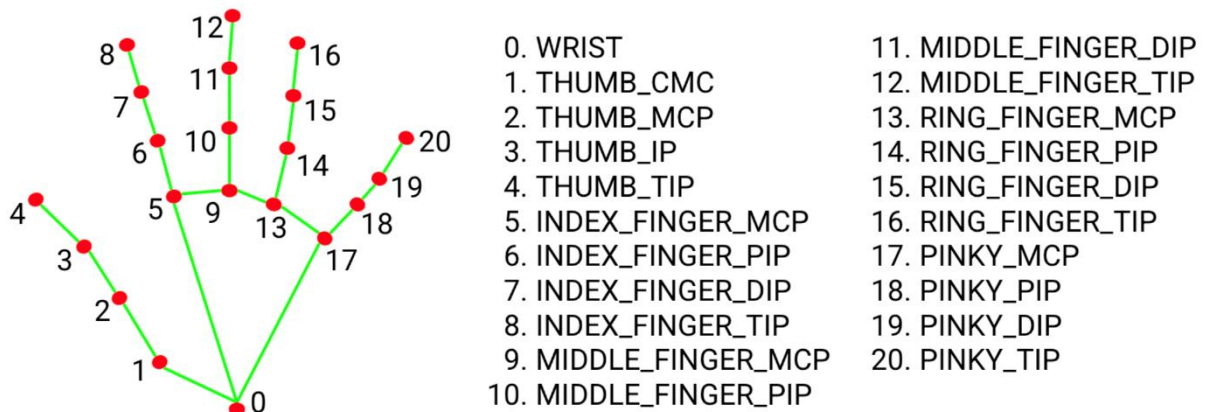 12
8
16
11
7
15
10
20
6
14
4
5
9
19
13
18
3
17
2
1
0
0. WRIST
1. THUMB_CMC
2. THUMB_MCP
3. THUMB_IP
4. THUMB_TIP
5. INDEX_FINGER_MCP
6. INDEX_FINGER_PIP
7. INDEX_FINGER_DIP
8. INDEX_FINGER_TIP
9. MIDDLE_FINGER_MCP
10. MIDDLE_FINGER_PIP
11. MIDDLE_FINGER_DIP
12. MIDDLE_FINGER_TIP
13. RING_FINGER_MCP
14. RING_FINGER_PIP
15. RING_FINGER_DIP
16. RING_FINGER_TIP
17. PINKY_MCP
18. PINKY_PIP
19. PINKY_DIP
20. PINKY_TIP